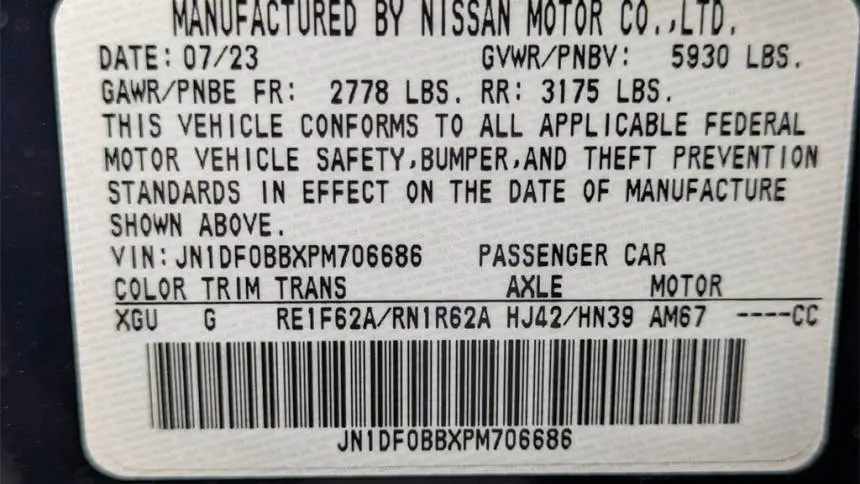 MANUFACTURED BY NISSAN MOTOR CO.,LTD.
DATE: 07/23 GVWR/PNBV: 5930 LBS.
GAWR/PNBE FR: 2778 LBS. RR: 3175 LBS.
THIS VEHICLE CONFORMS TO ALL APPLICABLE FEDERAL
MOTOR VEHICLE SAFETY,BUMPER,AND THEFT PREVENTION
STANDARDS IN EFFECT ON THE DATE OF MANUFACTURE
SHOWN ABOVE.
VIN: JN1DF0BBXPM706686 PASSENGER CAR
COLOR TRIM TRANS AXLE MOTOR
XGU G RE1F62A/RN1R62A HJ42/HN39 AM67 ----CC
JN1DF0BBXPM706686